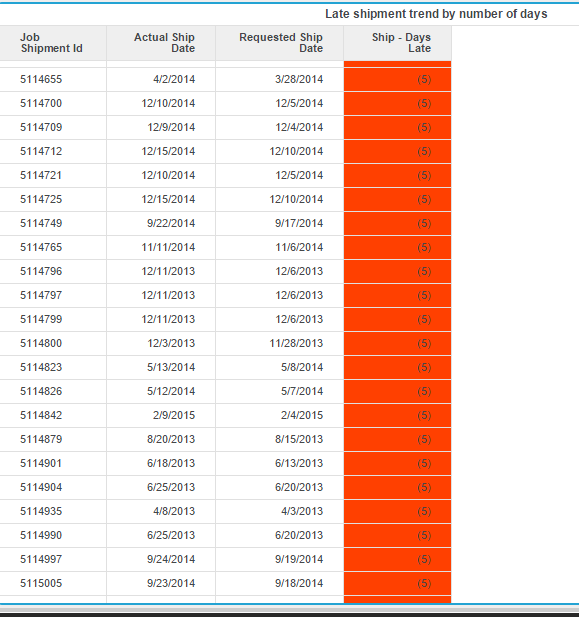 Late shipment trend by number of days
Job Shipment Id Actual Ship Date Requested Ship Date Ship - Days Late
5114655 4/2/2014 3/28/2014 (5)
5114700 12/10/2014 12/5/2014 (5)
5114709 12/9/2014 12/4/2014 (5)
5114712 12/15/2014 12/10/2014 (5)
5114721 12/10/2014 12/5/2014 (5)
5114725 12/15/2014 12/10/2014 (5)
5114749 9/22/2014 9/17/2014 (5)
5114765 11/11/2014 11/6/2014 (5)
5114796 12/11/2013 12/6/2013 (5)
5114797 12/11/2013 12/6/2013 (5)
5114799 12/11/2013 12/6/2013 (5)
5114800 12/3/2013 11/28/2013 (5)
5114823 5/13/2014 5/8/2014 (5)
5114826 5/12/2014 5/7/2014 (5)
5114842 2/9/2015 2/4/2015 (5)
5114879 8/20/2013 8/15/2013 (5)
5114901 6/18/2013 6/13/2013 (5)
5114904 6/25/2013 6/20/2013 (5)
5114935 4/8/2013 4/3/2013 (5)
5114990 6/25/2013 6/20/2013 (5)
5114997 9/24/2014 9/19/2014 (5)
5115005 9/23/2014 9/18/2014 (5)